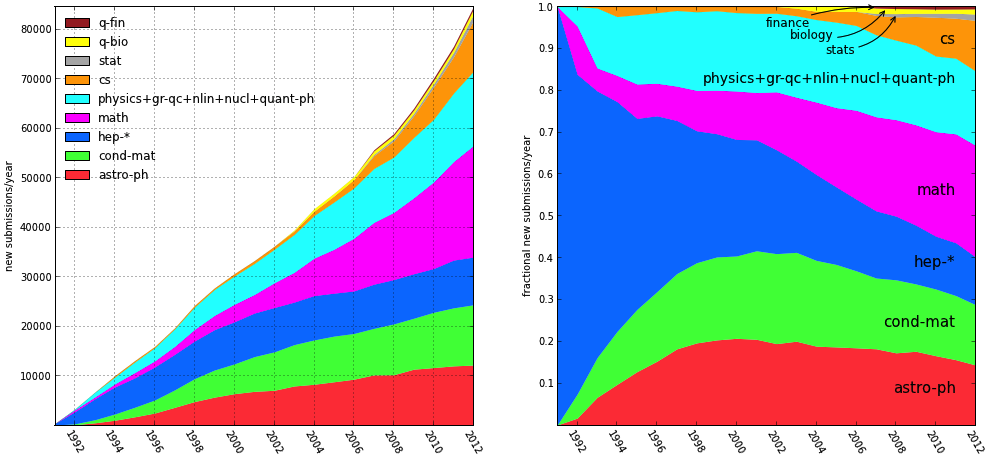 q-fin
q-bio
stat
cs
physics+gr-qc+nlin+nucl+quant-ph
math
hep-*
cond-mat
astro-ph
new submissions/year
80000
70000
60000
50000
40000
30000
20000
10000
1992
1994
1996
1998
2000
2002
2004
2006
2008
2010
2012
fractional new submissions/year
1.0
0.9
0.8
0.7
0.6
0.5
0.4
0.3
0.2
0.1
finance
biology
stats
cs
physics+gr-qc+nlin+nucl+quant-ph
math
hep-*
cond-mat
astro-ph
1992
1994
1996
1998
2000
2002
2004
2006
2008
2010
2012